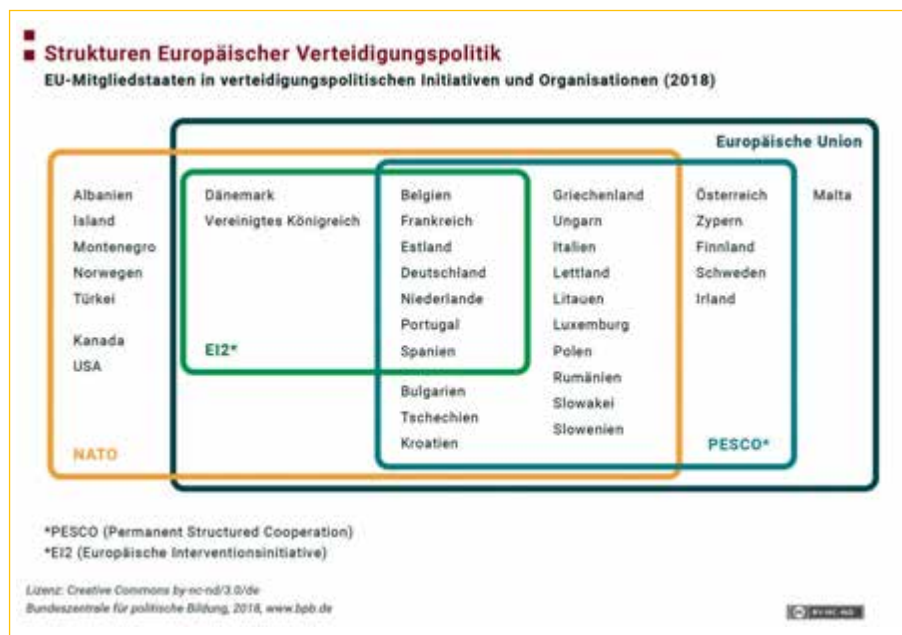 Strukturen Europäischer Verteidigungspolitik
EU-Mitgliedstaaten in verteidigungspolitischen Initiativen und Organisationen (2018)
Europäische Union
Albanien
Island
Montenegro
Norwegen
Türkei
Kanada
USA
NATO
Dänemark
Vereinigtes Königreich
EI2*
Belgien
Frankreich
Estland
Deutschland
Niederlande
Portugal
Spanien
Bulgarien
Tschechien
Kroatien
Griechenland
Ungarn
Italien
Lettland
Litauen
Luxemburg
Polen
Rumänien
Slowakei
Slowenien
Österreich
Zypern
Finnland
Schweden
Irland
PESCO*
Malta
*PESCO (Permanent Structured Cooperation)
*EI2 (Europäische Interventionsinitiative)
Lizenz: Creative Commons by-nc-nd/3.0/de
Bundeszentrale für politische Bildung, 2018, www.bpb.de